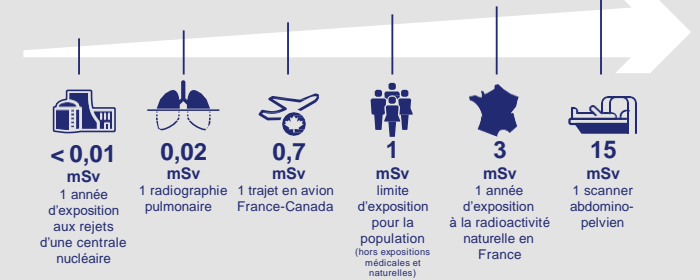 < 0,01
mSv
1 année
d'exposition
aux rejets
d'une centrale
nucléaire
0,02
mSv
1 radiographie
pulmonaire
0,7
mSv
1 trajet en avion
France-Canada
1
mSv
limite
d'exposition
pour la
population
(hors expositions
médicales et
naturelles)
3
mSv
1 année
d'exposition
à la radioactivité
naturelle en
France
15
mSv
1 scanner
abdomino-
pelvien